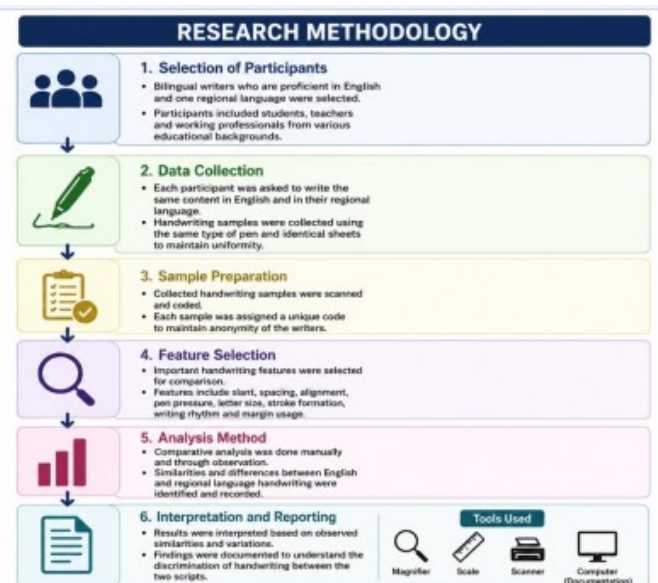 RESEARCH METHODOLOGY
1. Selection of Participants
• Bilingual writers who are proficient in English
and one regional language were selected.
• Participants included students, teachers
and working professionals from various
educational backgrounds.
2. Data Collection
• Each participant was asked to write the
same content in English and in their regional
language.
• Handwriting samples were collected using
the same type of pen and identical sheets
to maintain uniformity.
3. Sample Preparation
• Collected handwriting samples were scanned
and coded.
• Each sample was assigned a unique code
to maintain anonymity of the writers.
4. Feature Selection
• Important handwriting features were selected
for comparison.
• Features include slant, spacing, alignment,
pen pressure, letter size, stroke formation,
writing rhythm and margin usage.
5. Analysis Method
• Comparative analysis was done manually
and through observation.
• Similarities and differences between English
and regional language handwriting were
identified and recorded.
6. Interpretation and Reporting
• Results were interpreted based on observed
similarities and variations.
• Findings were documented to understand the
discrimination of handwriting between the
two scripts.
Tools Used
Magnifier
Scale
Scanner
Computer
(Documentation)